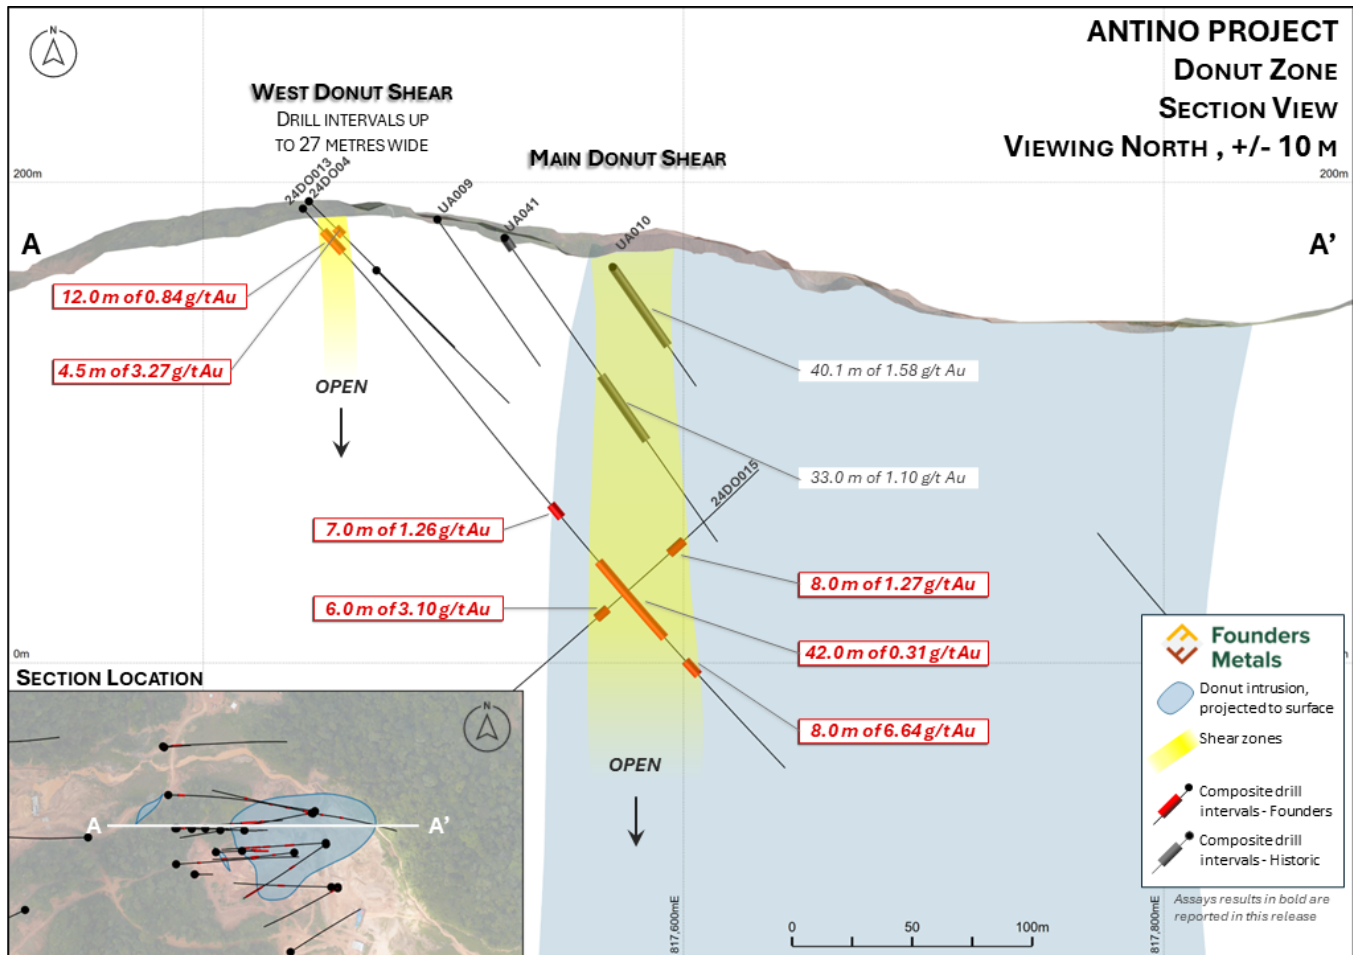 N
ANTINO PROJECT
DONUT ZONE
SECTION VIEW
VIEWING NORTH , +/- 10 M
WEST DONUT SHEAR
DRILL INTERVALS UP
TO 27 METRES WIDE
MAIN DONUT SHEAR
200m
200m
24DO013
24DO04
UA009
UA041
UA010
A
A’
12.0 m of 0.84 g/t Au
4.5 m of 3.27 g/t Au
OPEN
40.1 m of 1.58 g/t Au
33.0 m of 1.10 g/t Au
24DO015
7.0 m of 1.26 g/t Au
8.0 m of 1.27 g/t Au
6.0 m of 3.10 g/t Au
42.0 m of 0.31 g/t Au
0m
8.0 m of 6.64 g/t Au
OPEN
SECTION LOCATION
N
A
A’
Founders
Metals
Donut intrusion,
projected to surface
Shear zones
Composite drill
intervals - Founders
Composite drill
intervals - Historic
Assays results in bold are
reported in this release
817,600mE
817,800mE
0
50
100m